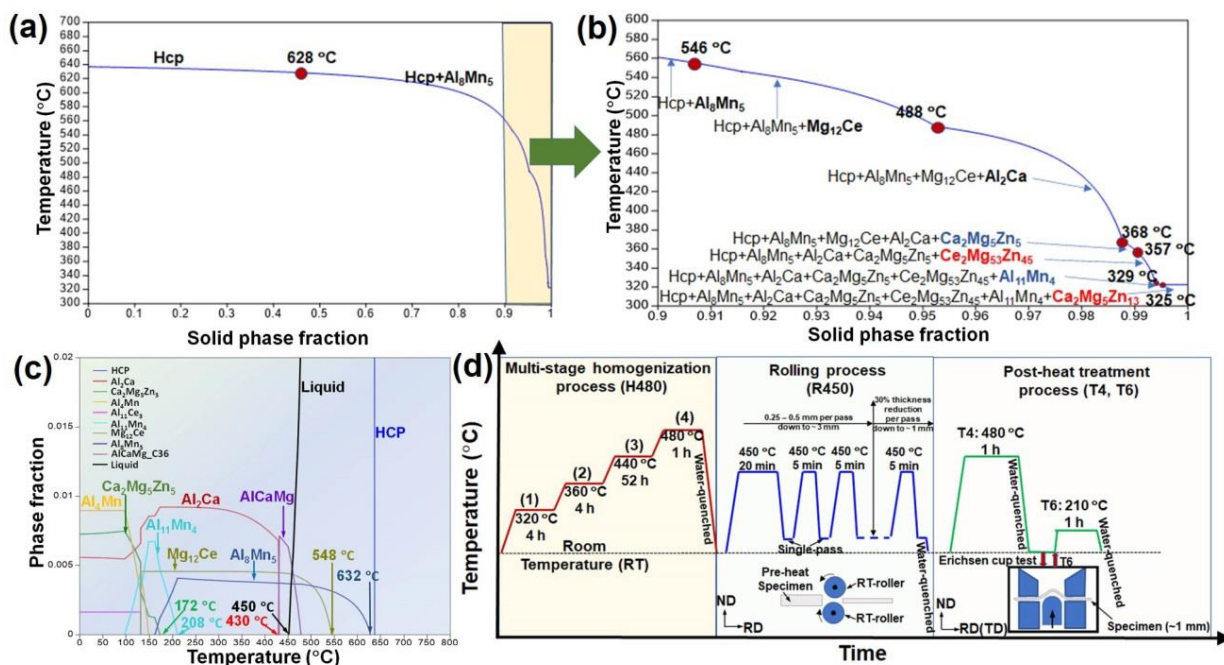 (a)
Temperature (°C)
700
680
660
640
620
600
580
560
540
520
500
480
460
440
420
400
380
360
340
320
300
Hcp
628 °C
Hcp+Al₈Mn₅
0 0.1 0.2 0.3 0.4 0.5 0.6 0.7 0.8 0.9 1
Solid phase fraction
(b)
Temperature (°C)
600
580
560
540
520
500
480
460
440
420
400
380
360
340
320
300
546 °C
Hcp+Al₈Mn₅
Hcp+Al₈Mn₅+Mg₁₂Ce
488 °C
Hcp+Al₈Mn₅+Mg₁₂Ce+Al₂Ca
368 °C
Hcp+Al₈Mn₅+Mg₁₂Ce+Al₂Ca+Ca₂Mg₅Zn₅
357 °C
Hcp+Al₈Mn₅+Al₂Ca+Ca₂Mg₅Zn₅+Ce₂Mg₅₃Zn₄₅
329 °C
Hcp+Al₈Mn₅+Al₂Ca+Ca₂Mg₅Zn₅+Ce₂Mg₅₃Zn₄₅+Al₁₁Mn₄
Hcp+Al₈Mn₅+Al₂Ca+Ca₂Mg₅Zn₅+Ce₂Mg₅₃Zn₄₅+Al₁₁Mn₄+Ca₂Mg₅Zn₁₃
325 °C
0.9 0.91 0.92 0.93 0.94 0.95 0.96 0.97 0.98 0.99 1
Solid phase fraction
(c)
Phase fraction
0.02
0.015
0.01
0.005
0
HCP
Al₂Ca
Ca₂Mg₅Zn₅
Al₄Mn
Al₁₁Ce₃
Al₁₁Mn₄
Mg₁₂Ce
Al₈Mn₅
AlCaMg_C36
Liquid
Liquid
HCP
Ca₂Mg₅Zn₅
Al₄Mn
Al₂Ca
AlCaMg
Al₁₁Mn₄
Mg₁₂Ce
Al₈Mn₅
548 °C
632 °C
172 °C
450 °C
208 °C
430 °C
0 50 100 150 200 250 300 350 400 450 500 550 600 650 700 750 800
Temperature (°C)
(d)
Temperature (°C)
Multi-stage homogenization
process (H480)
(1)
320 °C
4 h
(2)
360 °C
4 h
(3)
440 °C
52 h
(4)
480 °C
1 h
Water-quenched
Room
Temperature (RT)
Rolling process
(R450)
0.25 – 0.5 mm per pass
down to ~ 3 mm
30% thickness
reduction
per pass
down to ~ 1 mm
450 °C
20 min
450 °C
5 min
450 °C
5 min
450 °C
5 min
Single-pass
Water-quenched
Pre-heat
Specimen
RT-roller
RT-roller
ND
RD
Post-heat treatment
process (T4, T6)
T4: 480 °C
1 h
Water-quenched
T6: 210 °C
1 h
Water-quenched
Erichsen cup test
T6
ND
RD(TD)
Specimen (~1 mm)
Time